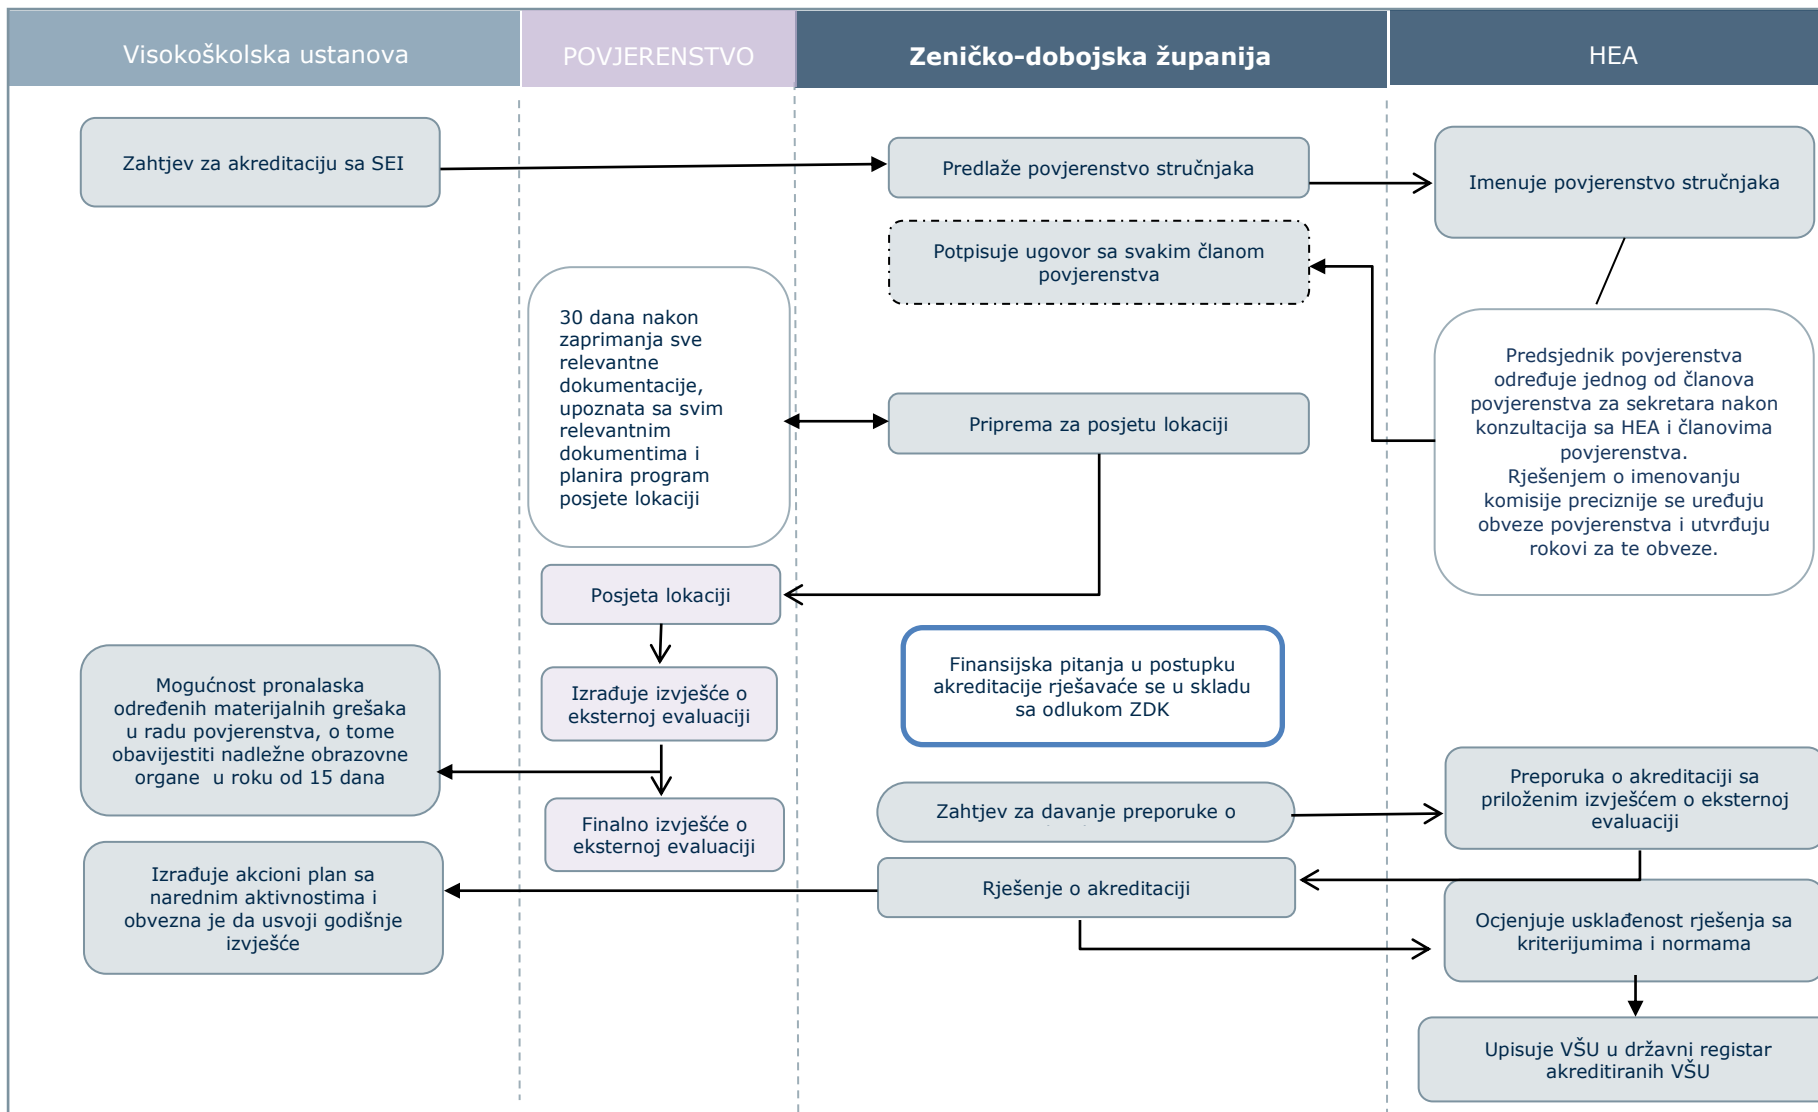 Visokoškolska ustanova
POVJERENSTVO
Zeničko-dobojska županija
HEA
Zahtjev za akreditaciju sa SEI
Predlaže povjerenstvo stručnjaka
Imenuje povjerenstvo stručnjaka
Potpisuje ugovor sa svakim članom
povjerenstva
30 dana nakon
zaprimanja sve
relevantne
dokumentacije,
upoznata sa svim
relevantnim
dokumentima i
planira program
posjete lokaciji
Priprema za posjetu lokaciji
Predsjednik povjerenstva
određuje jednog od članova
povjerenstva za sekretara nakon
konzultacija sa HEA i članovima
povjerenstva.
Rješenjem o imenovanju
komisije preciznije se uređuju
obveze povjerenstva i utvrđuju
rokovi za te obveze.
Posjeta lokaciji
Finansijska pitanja u postupku
akreditacije rješavaće se u skladu
sa odlukom ZDK
Mogućnost pronalaska
određenih materijalnih grešaka
u radu povjerenstva, o tome
obavijestiti nadležne obrazovne
organe  u roku od 15 dana
Izrađuje izvješće o
eksternoj evaluaciji
Zahtjev za davanje preporuke o
Preporuka o akreditaciji sa
priloženim izvješćem o eksternoj
evaluaciji
Finalno izvješće o
eksternoj evaluaciji
Izrađuje akcioni plan sa
narednim aktivnostima i
obvezna je da usvoji godišnje
izvješće
Rješenje o akreditaciji
Ocjenjuje usklađenost rješenja sa
kriterijumima i normama
Upisuje VŠU u državni registar
akreditiranih VŠU